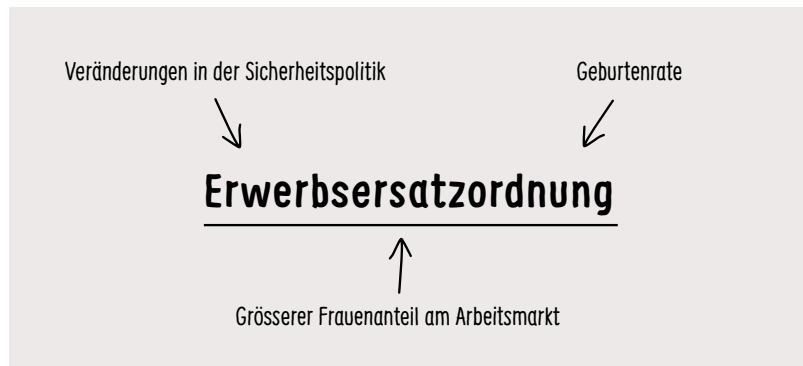 Veränderungen in der Sicherheitspolitik
Geburtenrate
Erwerbsersatzordnung
Grösserer Frauenanteil am Arbeitsmarkt